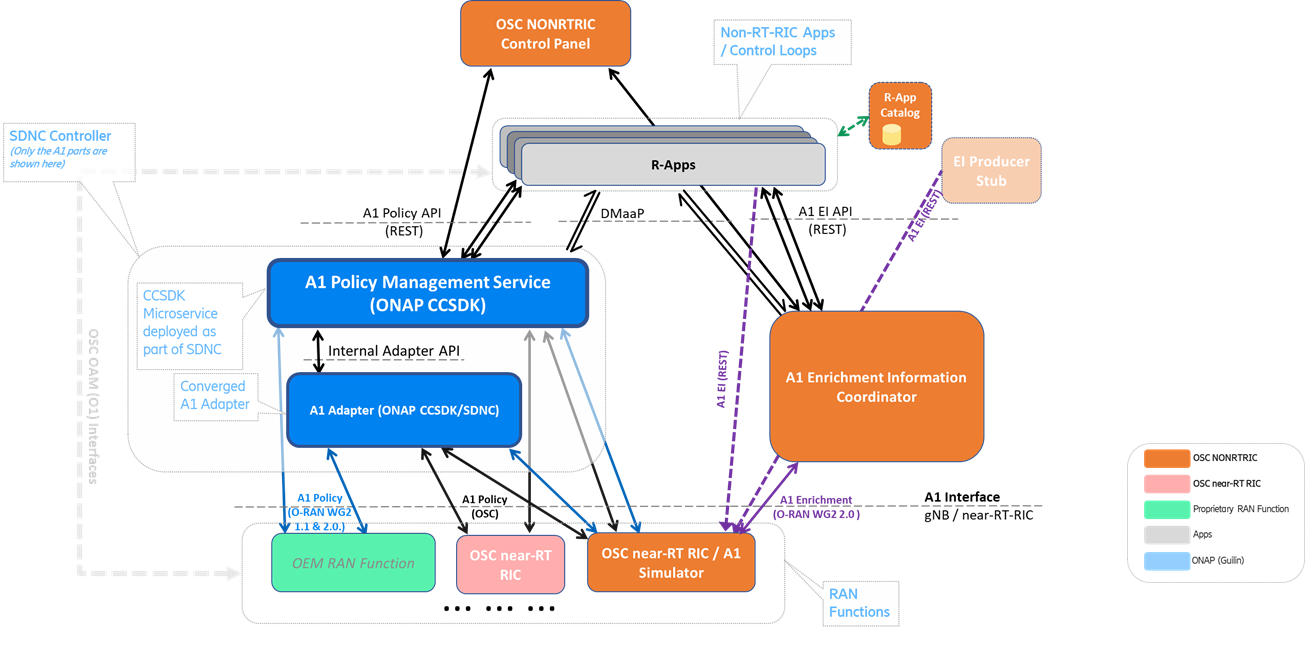 OSC NONRTRIC
Control Panel
Non-RT-RIC Apps
/ Control Loops
R-App
Catalog
SDNC Controller
(Only the A1 parts are
shown here)
R-Apps
EI Producer
Stub
A1 Policy API
(REST)
DMaaP
A1 EI API
(REST)
A1 EI (REST)
A1 Policy Management Service
(ONAP CCSDK)
CCSDK
Microservice
deployed as
part of SDNC
OSC OAM (O1) Interfaces
Internal Adapter API
A1 EI (REST)
A1 Enrichment Information
Coordinator
Converged
A1 Adapter
A1 Adapter (ONAP CCSDK/SDNC)
A1 Policy
(O-RAN WG2
1.1 & 2.0.)
A1 Policy
(OSC)
A1 Enrichment
(O-RAN WG2 2.0 )
A1 Interface
gNB / near-RT-RIC
OEM RAN Function
OSC near-RT
RIC
OSC near-RT RIC / A1
Simulator
RAN
Functions
... ... ...
OSC NONRTRIC
OSC near-RT RIC
Proprietary RAN Function
Apps
ONAP (Guilin)